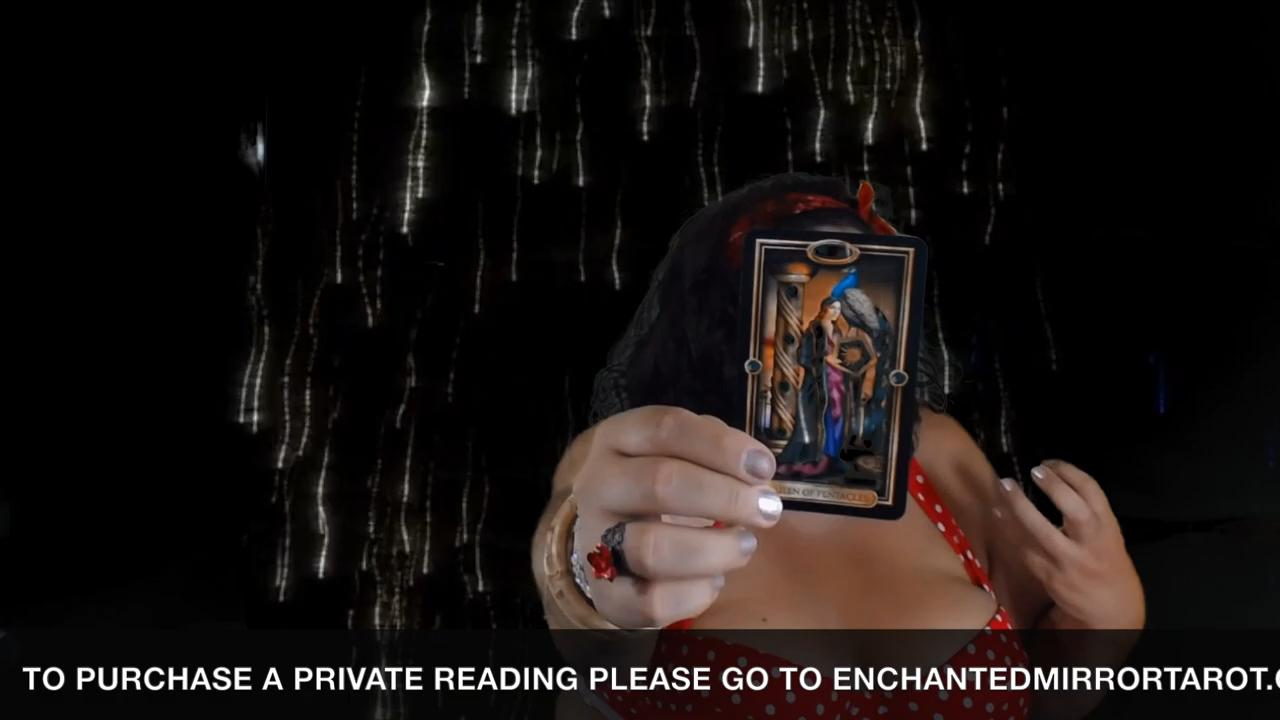 QUEEN OF PENTACLES
TO PURCHASE A PRIVATE READING PLEASE GO TO ENCHANTEDMIRRORTAROT.